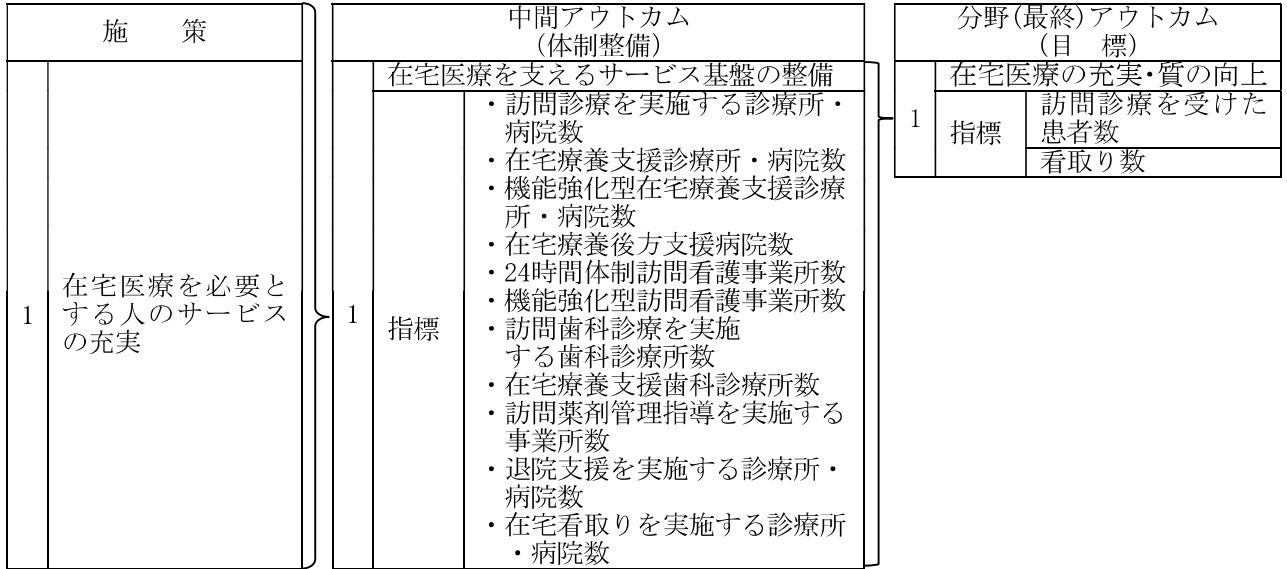 施　　策
1
在宅医療を必要と
する人のサービス
の充実
中間アウトカム
(体制整備)
在宅医療を支えるサービス基盤の整備
1
指標
・訪問診療を実施する診療所・
病院数
・在宅療養支援診療所・病院数
・機能強化型在宅療養支援診療
所・病院数
・在宅療養後方支援病院数
・24時間体制訪問看護事業所数
・機能強化型訪問看護事業所数
・訪問歯科診療を実施
する歯科診療所数
・在宅療養支援歯科診療所数
・訪問薬剤管理指導を実施する
事業所数
・退院支援を実施する診療所・
病院数
・在宅看取りを実施する診療所
・病院数
分野(最終)アウトカム
(目　標)
在宅医療の充実・質の向上
1
指標
訪問診療を受けた
患者数
看取り数